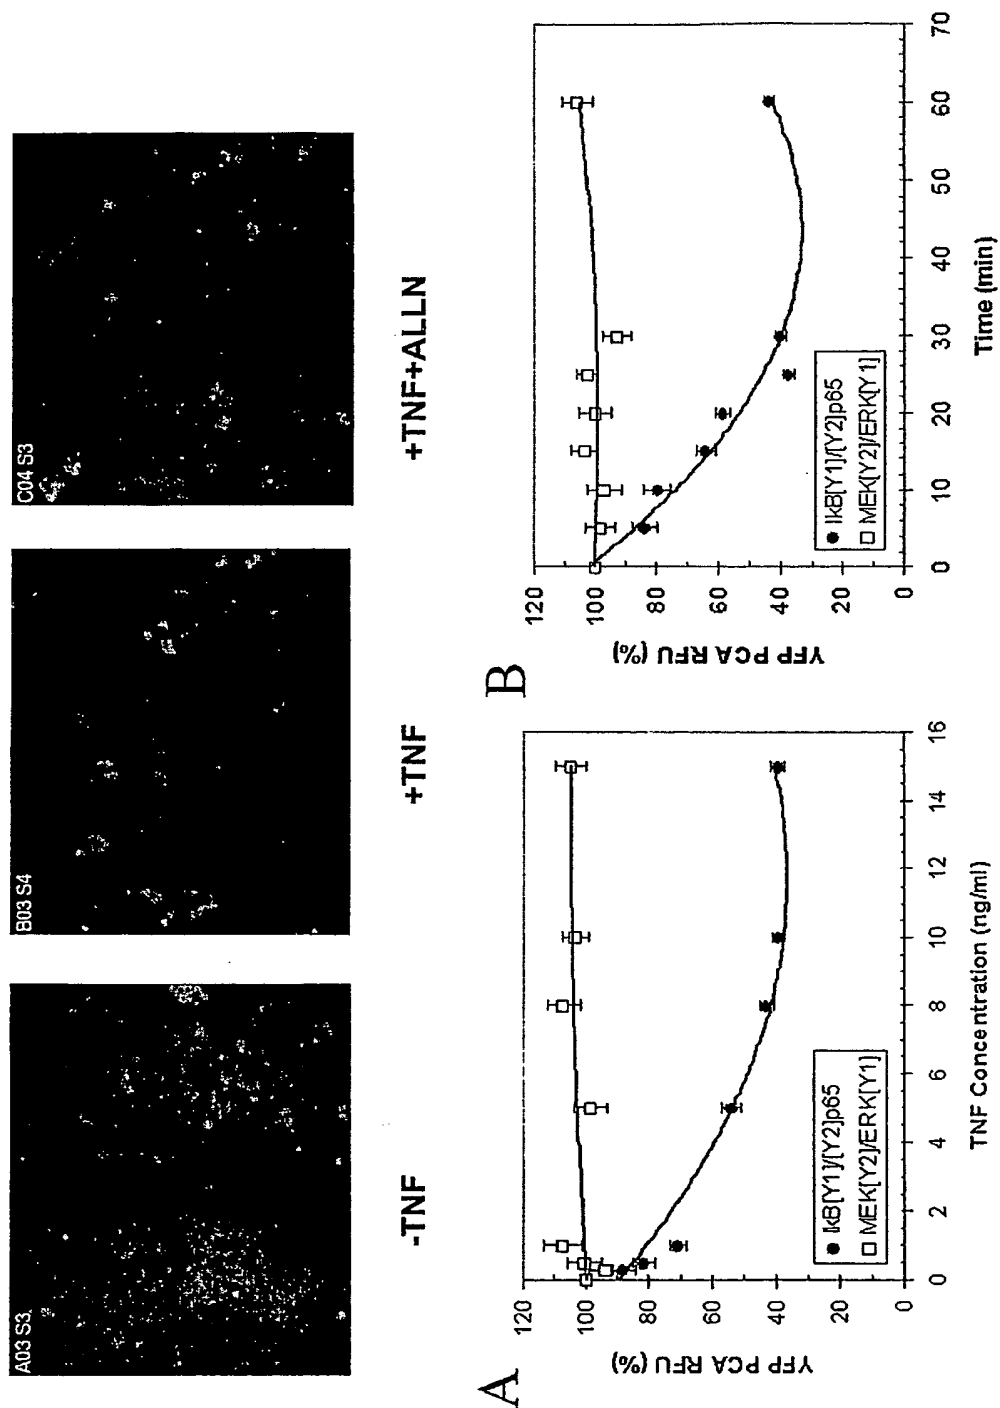 A03 S3
B03 S4
C04 S3
-TNF
+TNF
+TNF+ALLN
A
YFP PCA RFU (%)
120
100
80
60
40
20
0
IkB[Y1]/[Y2]p65
MEK[Y2]/ERK[Y1]
0
2
4
6
8
10
12
14
16
TNF Concentration (ng/ml)
B
YFP PCA RFU (%)
120
100
80
60
40
20
0
IkB[Y1]/[Y2]p65
MEK[Y2]/ERK[Y1]
0
10
20
30
40
50
60
70
Time (min)